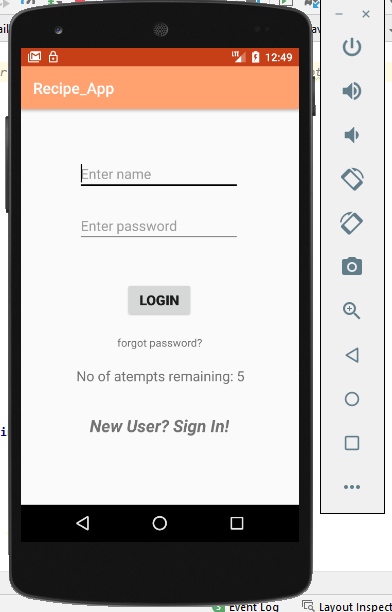 LTE 12:49
Recipe_App
Enter name
Enter password
LOGIN
forgot password?
No of atempts remaining: 5
New User? Sign In!
Event Log Layout Inspect